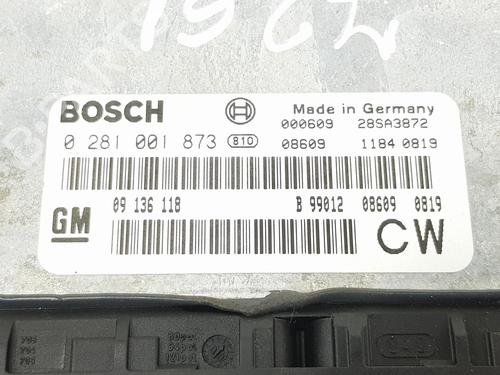 BOSCH
Made in Germany
000609 28SA3872
0 281 001 873 810
08609 1184 0819
09 136 118 B 99012 08609 0819
GM
CW